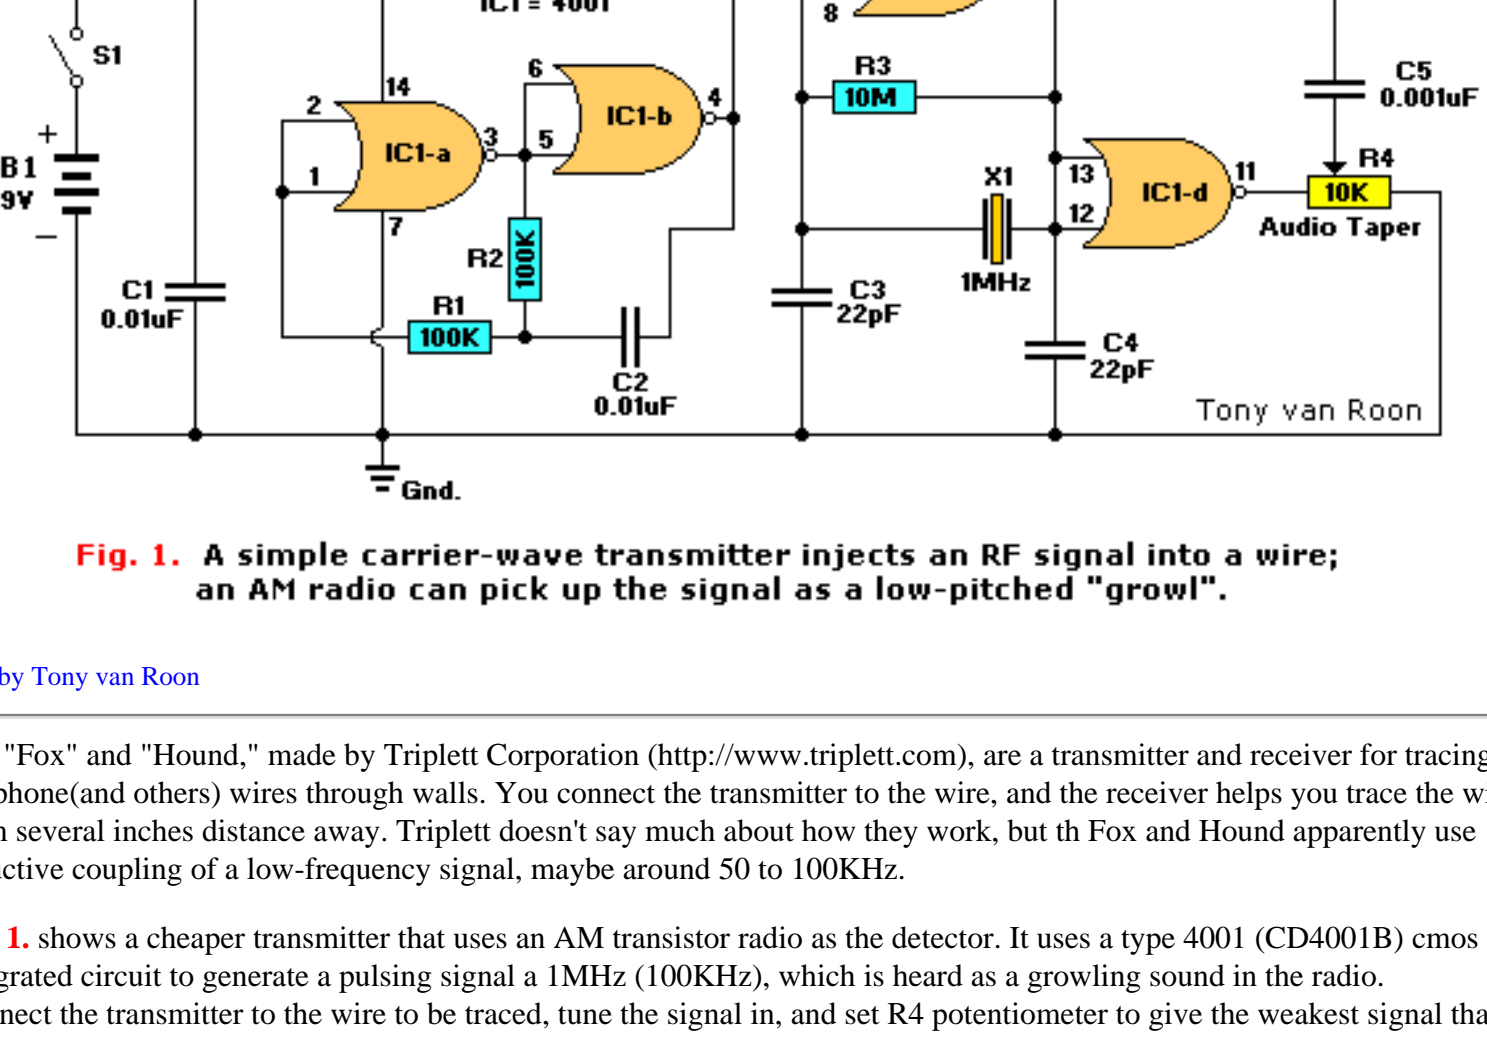 IC1 = 4001
8
S1
R3
C5
14
6
10M
0.001uF
2
4
IC1-b
+
3
5
IC1-a
R4
B1
1
X1
13
11
10K
9V
IC1-d
7
12
Audio Taper
–
R2
100K
1MHz
C1
C3
0.01uF
R1
22pF
100K
C4
22pF
C2
0.01uF
Tony van Roon
Gnd.
Fig. 1. A simple carrier-wave transmitter injects an RF signal into a wire;
an AM radio can pick up the signal as a low-pitched "growl".
by Tony van Roon
"Fox" and "Hound," made by Triplett Corporation (http://www.triplett.com), are a transmitter and receiver for tracing
phone(and others) wires through walls. You connect the transmitter to the wire, and the receiver helps you trace the
several inches distance away. Triplett doesn't say much about how they work, but th Fox and Hound apparently use
ctive coupling of a low-frequency signal, maybe around 50 to 100KHz.
1. shows a cheaper transmitter that uses an AM transistor radio as the detector. It uses a type 4001 (CD4001B) cmos
grated circuit to generate a pulsing signal a 1MHz (100KHz), which is heard as a growling sound in the radio.
nect the transmitter to the wire to be traced, tune the signal in, and set R4 potentiometer to give the weakest signal tha